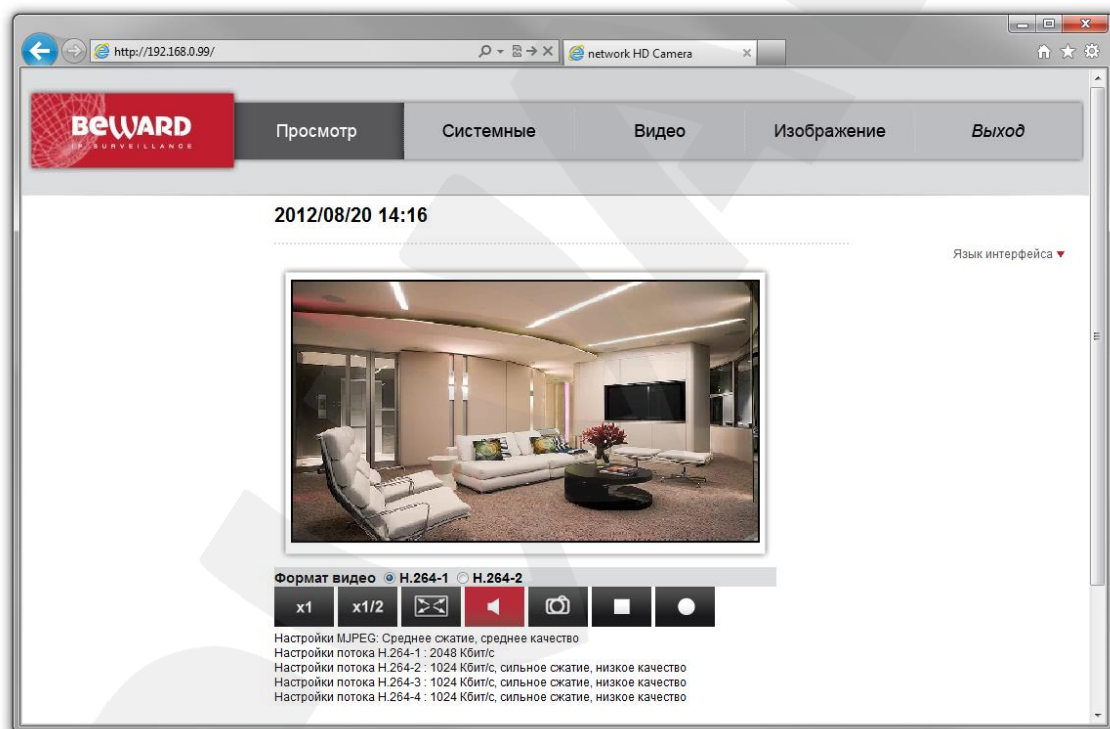 http://192.168.0.99/
network HD Camera
BEWARD
IP SURVEILLANCE
Просмотр
Системные
Видео
Изображение
Выход
2012/08/20 14:16
Язык интерфейса
Формат видео H.264-1 H.264-2
x1 x1/2
Настройки MJPEG: Среднее сжатие, среднее качество
Настройки потока H.264-1 : 2048 Кбит/с
Настройки потока H.264-2 : 1024 Кбит/с, сильное сжатие, низкое качество
Настройки потока H.264-3 : 1024 Кбит/с, сильное сжатие, низкое качество
Настройки потока H.264-4 : 1024 Кбит/с, сильное сжатие, низкое качество